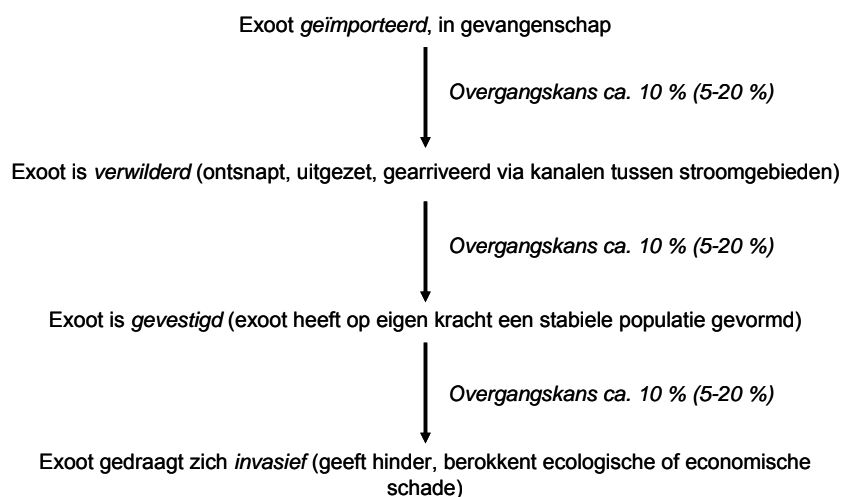 Exoot geïmporteerd, in gevangenschap
Overgangskans ca. 10 % (5-20 %)
Exoot is verwilderd (ontsnapt, uitgezet, gearriveerd via kanalen tussen stroomgebieden)
Overgangskans ca. 10 % (5-20 %)
Exoot is gevestigd (exoot heeft op eigen kracht een stabiele populatie gevormd)
Overgangskans ca. 10 % (5-20 %)
Exoot gedraagt zich invasief (geeft hinder, berokkent ecologische of economische
schade)